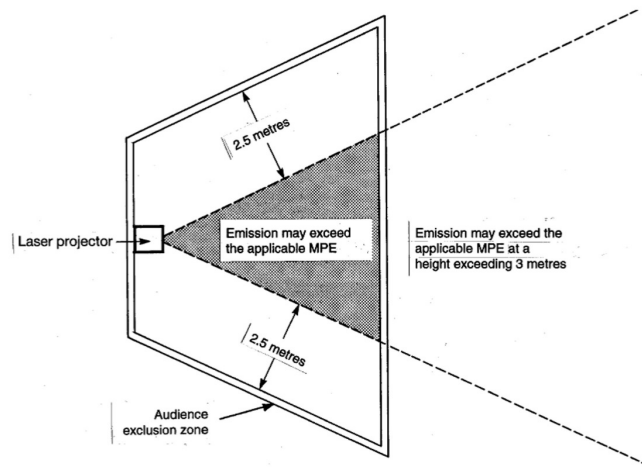 2.5 metres
Laser projector
Emission may exceed
the applicable MPE
Emission may exceed the
applicable MPE at a
height exceeding 3 metres
2.5 metres
Audience
exclusion zone